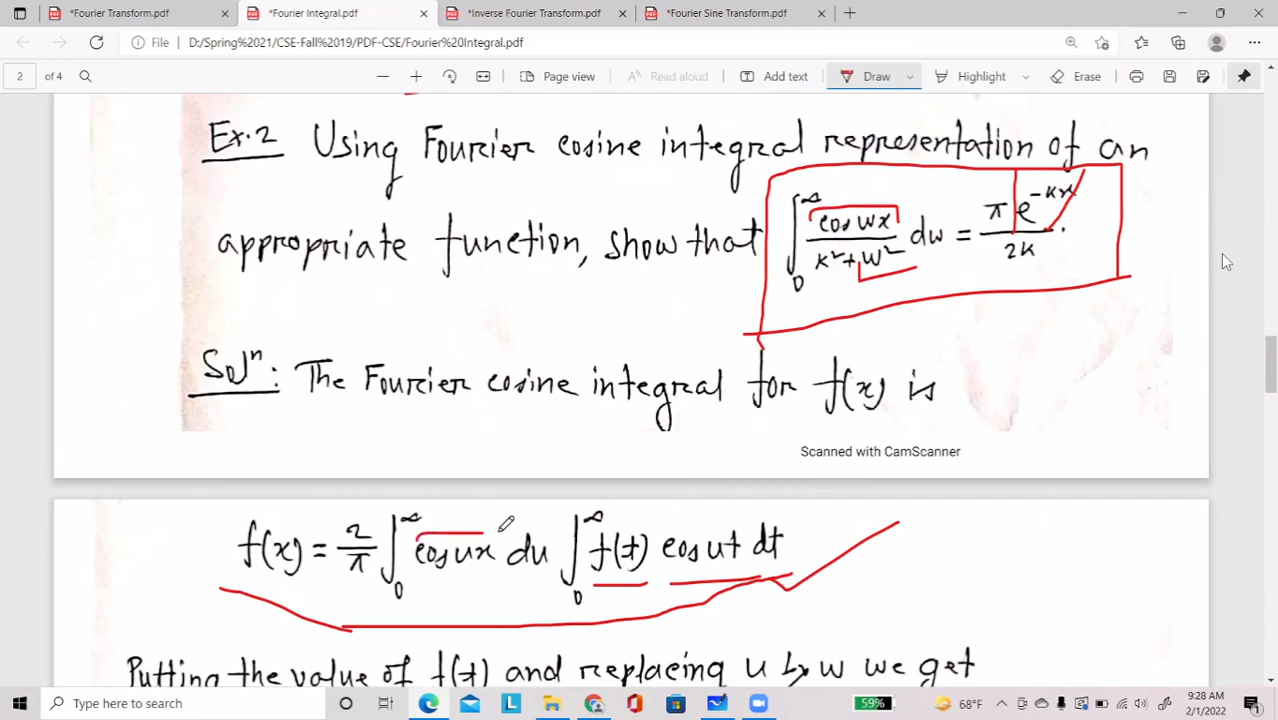 *Fourier Transform.pdf
*Fourier Integral.pdf
*Inverse Fourier Transform.pdf
*Fourier Sine Transform.pdf
File D:/Spring%2021/CSE-Fall%2019/PDF-CSE/Fourier%20Integral.pdf
2 of 4 Page view Read aloud Add text Draw Highlight Erase
Ex.2 Using Fourier cosine integral representation of an
appropriate function, show that ∫₀^∞ cos wx / (k²+w²) dw = πe^(-kx) / 2k.
Solⁿ: The Fourier cosine integral for f(x) is
Scanned with CamScanner
f(x) = 2/π ∫₀^∞ cos ux du ∫₀^∞ f(t) cos ut dt
Putting the value of f(t) and replacing u by w we get
Type here to search
59%
68°F
9:28 AM
2/1/2022